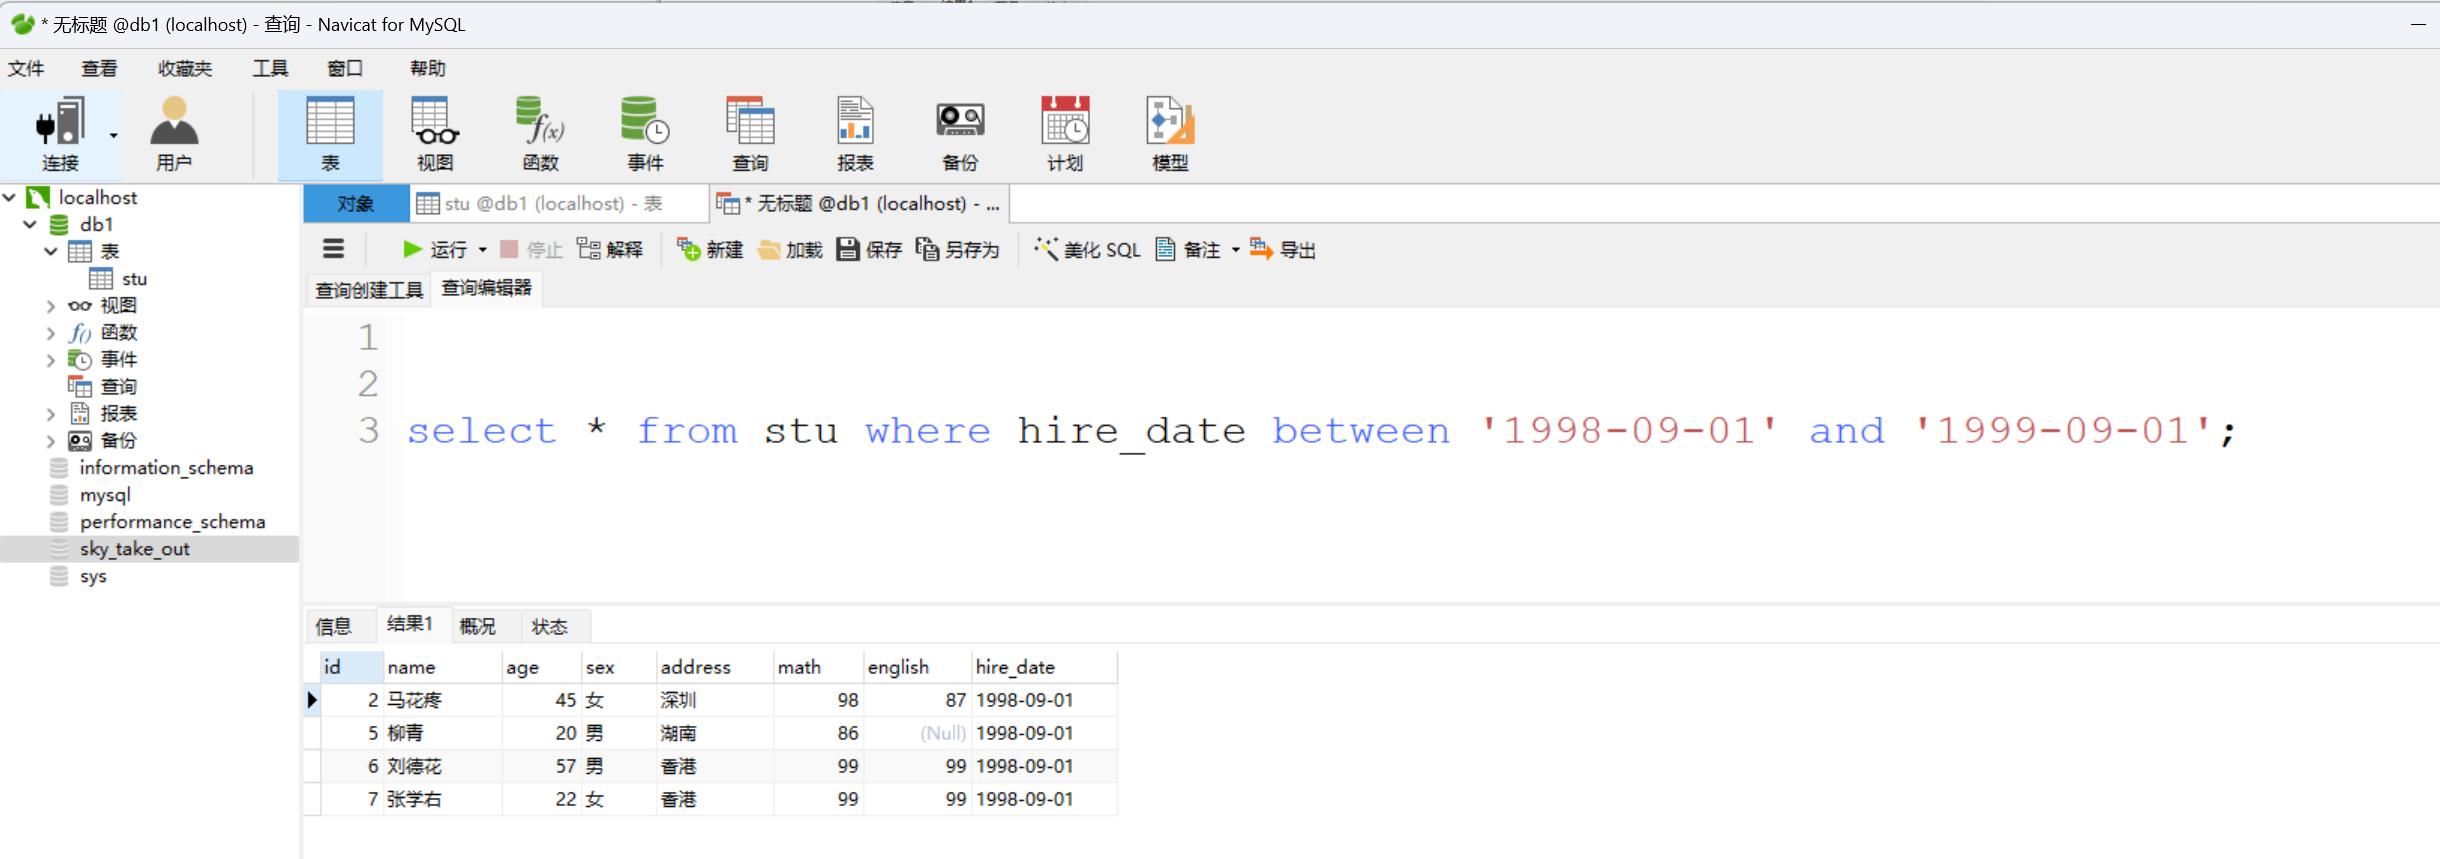 * 无标题 @db1 (localhost) - 查询 - Navicat for MySQL
文件 查看 收藏夹 工具 窗口 帮助
连接 用户 表 视图 函数 事件 查询 报表 备份 计划 模型
localhost
db1
表
stu
视图
函数
事件
查询
报表
备份
information_schema
mysql
performance_schema
sky_take_out
sys
对象 stu @db1 (localhost) - 表 * 无标题 @db1 (localhost) - ...
运行 停止 解释 新建 加载 保存 另存为 美化 SQL 备注 导出
查询创建工具 查询编辑器
1
2
3 select * from stu where hire_date between '1998-09-01' and '1999-09-01';
信息 结果1 概况 状态
id name age sex address math english hire_date
2 马花疼 45 女 深圳 98 87 1998-09-01
5 柳青 20 男 湖南 86 (Null) 1998-09-01
6 刘德花 57 男 香港 99 99 1998-09-01
7 张学右 22 女 香港 99 99 1998-09-01